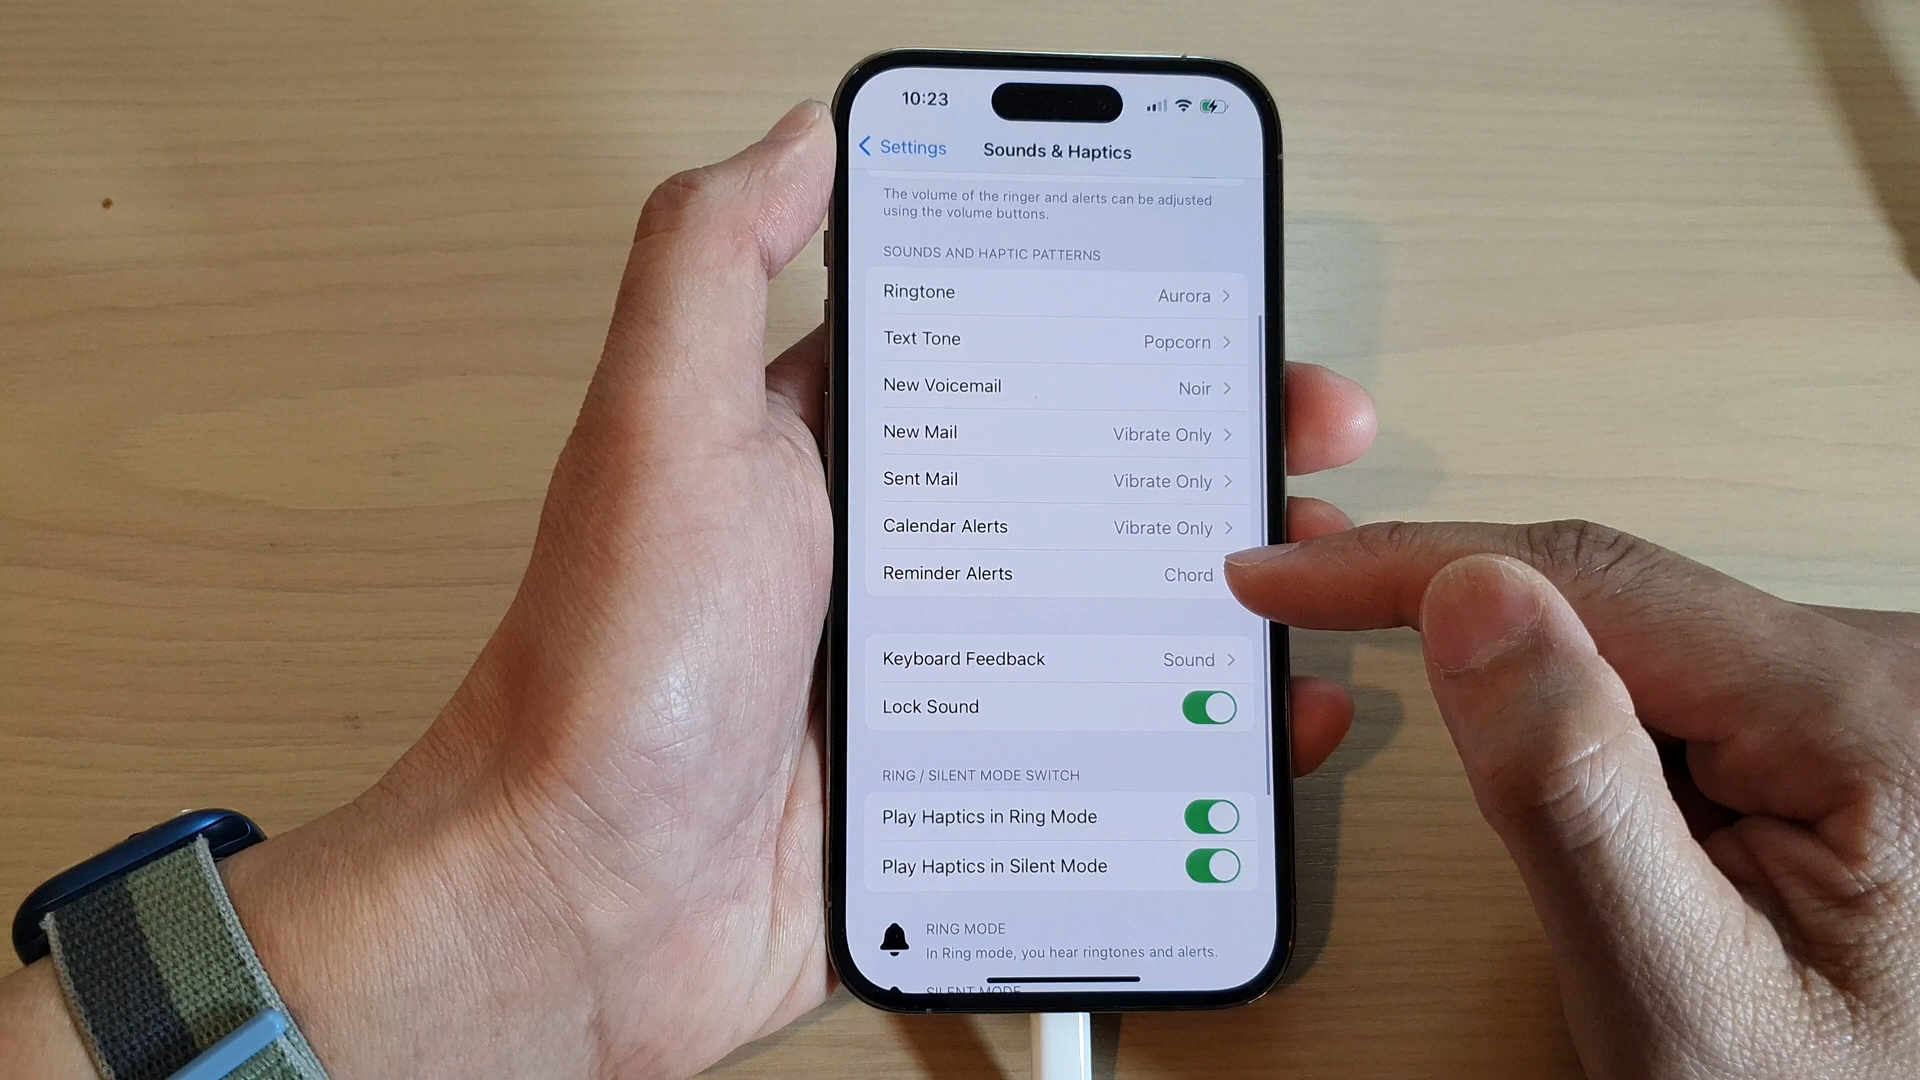 10:23
Settings
Sounds & Haptics
The volume of the ringer and alerts can be adjusted
using the volume buttons.
SOUNDS AND HAPTIC PATTERNS
Ringtone Aurora
Text Tone Popcorn
New Voicemail Noir
New Mail Vibrate Only
Sent Mail Vibrate Only
Calendar Alerts Vibrate Only
Reminder Alerts Chord
Keyboard Feedback Sound
Lock Sound
RING / SILENT MODE SWITCH
Play Haptics in Ring Mode
Play Haptics in Silent Mode
RING MODE
In Ring mode, you hear ringtones and alerts.
SILENT MODE